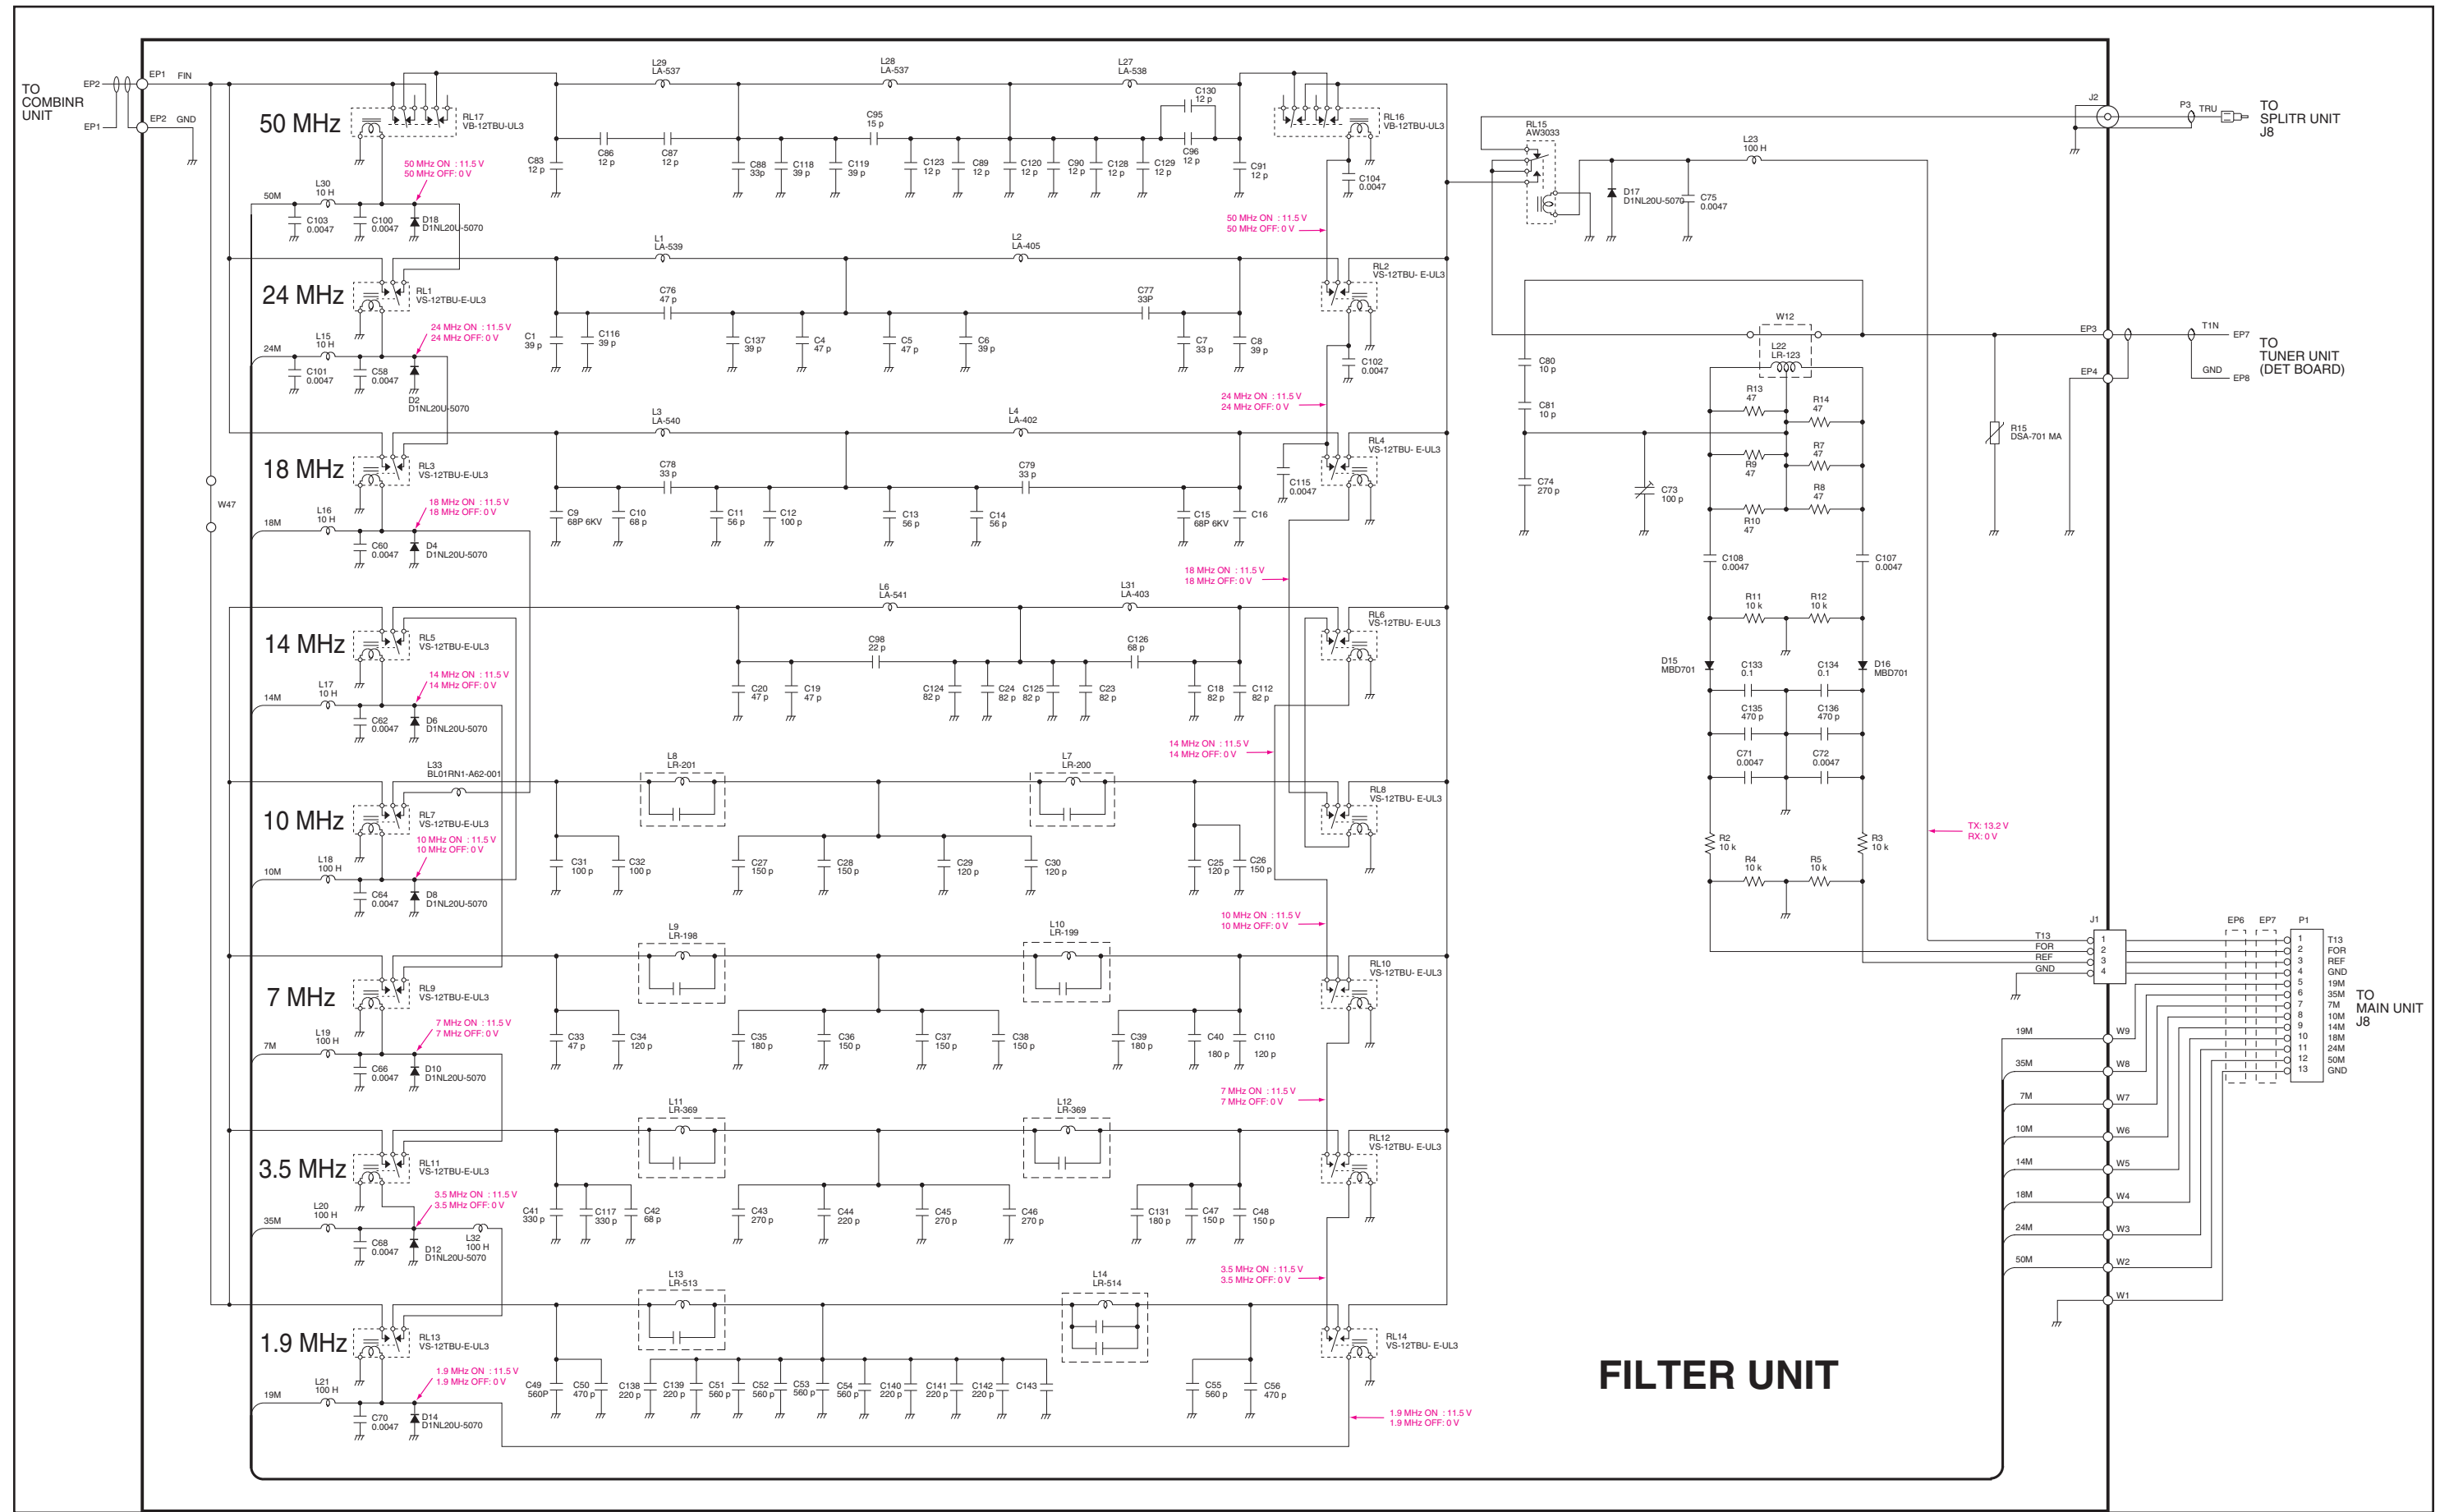 TO
COMBINR
UNIT
EP2
EP1
EP1
FIN
EP2
GND
50 MHz
RL17
VB-12TBU-UL3
L29
LA-537
L28
LA-537
L27
LA-538
C130
12 p
C95
15 p
C96
12 p
C86
12 p
C87
12 p
C83
12 p
C88
33p
C118
39 p
C119
39 p
C123
12 p
C89
12 p
C120
12 p
C90
12 p
C128
12 p
C129
12 p
C91
12 p
RL16
VB-12TBU-UL3
C104
0.0047
50 MHz ON : 11.5 V
50 MHz OFF: 0 V
50M
L30
10 H
C103
0.0047
C100
0.0047
D18
D1NL20U-5070
50 MHz ON : 11.5 V
50 MHz OFF: 0 V
24 MHz
RL1
VS-12TBU-E-UL3
L1
LA-539
L2
LA-405
C76
47 p
C77
33P
C1
39 p
C116
39 p
C137
39 p
C4
47 p
C5
47 p
C6
39 p
C7
33 p
C8
39 p
RL2
VS-12TBU- E-UL3
C102
0.0047
24 MHz ON : 11.5 V
24 MHz OFF: 0 V
24M
L15
10 H
C101
0.0047
C58
0.0047
D2
D1NL20U-5070
24 MHz ON : 11.5 V
24 MHz OFF: 0 V
18 MHz
RL3
VS-12TBU-E-UL3
L3
LA-540
L4
LA-402
C78
33 p
C79
33 p
C9
68P 6KV
C10
68 p
C11
56 p
C12
100 p
C13
56 p
C14
56 p
C15
68P 6KV
C16
C115
0.0047
RL4
VS-12TBU- E-UL3
W47
18M
L16
10 H
C60
0.0047
D4
D1NL20U-5070
18 MHz ON : 11.5 V
18 MHz OFF: 0 V
18 MHz ON : 11.5 V
18 MHz OFF: 0 V
14 MHz
RL5
VS-12TBU-E-UL3
L6
LA-541
L31
LA-403
C98
22 p
C126
68 p
C20
47 p
C19
47 p
C124
82 p
C24
82 p
C125
82 p
C23
82 p
C18
82 p
C112
82 p
RL6
VS-12TBU- E-UL3
14M
L17
10 H
C62
0.0047
D6
D1NL20U-5070
14 MHz ON : 11.5 V
14 MHz OFF: 0 V
14 MHz ON : 11.5 V
14 MHz OFF: 0 V
10 MHz
L33
BL01RN1-A62-001
RL7
VS-12TBU-E-UL3
L8
LR-201
L7
LR-200
C31
100 p
C32
100 p
C27
150 p
C28
150 p
C29
120 p
C30
120 p
C25
120 p
C26
150 p
RL8
VS-12TBU- E-UL3
10M
L18
100 H
C64
0.0047
D8
D1NL20U-5070
10 MHz ON : 11.5 V
10 MHz OFF: 0 V
10 MHz ON : 11.5 V
10 MHz OFF: 0 V
7 MHz
RL9
VS-12TBU-E-UL3
L9
LR-198
L10
LR-199
C33
47 p
C34
120 p
C35
180 p
C36
150 p
C37
150 p
C38
150 p
C39
180 p
C40
180 p
C110
120 p
RL10
VS-12TBU- E-UL3
7M
L19
100 H
C66
0.0047
D10
D1NL20U-5070
7 MHz ON : 11.5 V
7 MHz OFF: 0 V
7 MHz ON : 11.5 V
7 MHz OFF: 0 V
3.5 MHz
RL11
VS-12TBU-E-UL3
L11
LR-369
L12
LR-369
C41
330 p
C117
330 p
C42
68 p
C43
270 p
C44
220 p
C45
270 p
C46
270 p
C131
180 p
C47
150 p
C48
150 p
RL12
VS-12TBU- E-UL3
35M
L20
100 H
C68
0.0047
D12
D1NL20U-5070
L32
100 H
3.5 MHz ON : 11.5 V
3.5 MHz OFF: 0 V
3.5 MHz ON : 11.5 V
3.5 MHz OFF: 0 V
1.9 MHz
RL13
VS-12TBU-E-UL3
L13
LR-513
L14
LR-514
C49
560P
C50
470 p
C138
220 p
C139
220 p
C51
560 p
C52
560 p
C53
560 p
C54
560 p
C140
220 p
C141
220 p
C142
220 p
C143
C55
560 p
C56
470 p
RL14
VS-12TBU- E-UL3
19M
L21
100 H
C70
0.0047
D14
D1NL20U-5070
1.9 MHz ON : 11.5 V
1.9 MHz OFF: 0 V
1.9 MHz ON : 11.5 V
1.9 MHz OFF: 0 V
RL15
AW3033
L23
100 H
D17
D1NL20U-5070
C75
0.0047
J2
P3
TRU
TO
SPLITR UNIT
J8
W12
L22
LR-123
C80
10 p
C81
10 p
C74
270 p
C73
100 p
R13
47
R14
47
R7
47
R9
47
R8
47
R10
47
R15
DSA-701 MA
EP3
EP4
T1N
EP7
GND
EP8
TO
TUNER UNIT
(DET BOARD)
C108
0.0047
C107
0.0047
R11
10 k
R12
10 k
D15
MBD701
D16
MBD701
C133
0.1
C134
0.1
C135
470 p
C136
470 p
C71
0.0047
C72
0.0047
R2
10 k
R3
10 k
R4
10 k
R5
10 k
TX: 13.2 V
RX: 0 V
T13
FOR
REF
GND
J1
1
2
3
4
EP6
EP7
P1
1 T13
2 FOR
3 REF
4 GND
5 19M
6 35M
7 7M
8 10M
9 14M
10 18M
11 24M
12 50M
13 GND
TO
MAIN UNIT
J8
19M
W9
35M
W8
7M
W7
10M
W6
14M
W5
18M
W4
24M
W3
50M
W2
W1
FILTER UNIT